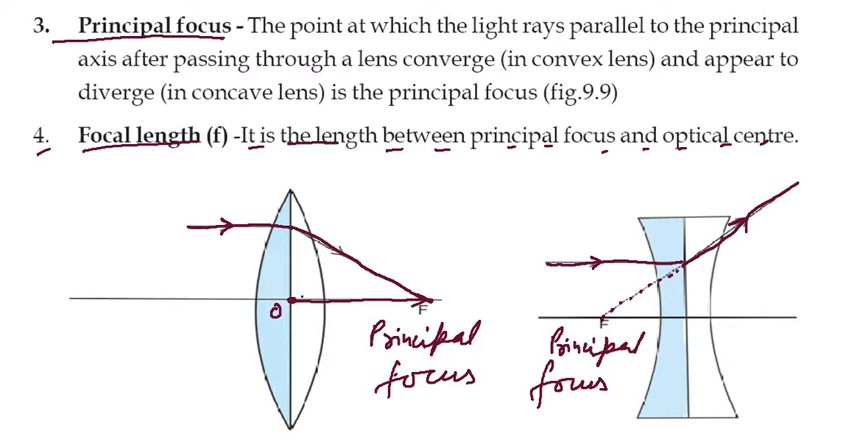 3. Principal focus - The point at which the light rays parallel to the principal
axis after passing through a lens converge (in convex lens) and appear to
diverge (in concave lens) is the principal focus (fig.9.9)
4. Focal length (f) -It is the length between principal focus and optical centre.
O
F
Principal
focus
F
Principal
focus